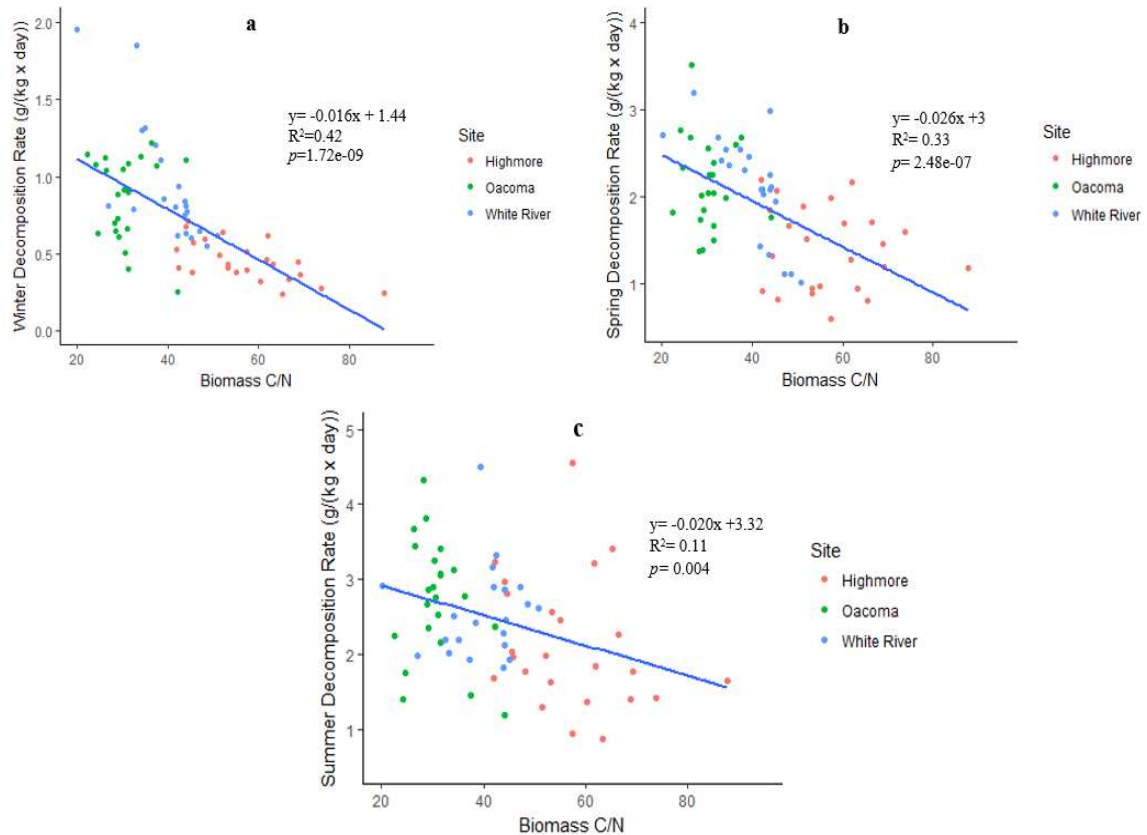 a
Winter Decomposition Rate (g/(kg x day))
2.0
1.5
1.0
0.5
0.0
y= -0.016x + 1.44
R²=0.42
p=1.72e-09
Site
Highmore
Oacoma
White River
20 40 60 80
Biomass C/N
b
Spring Decomposition Rate (g/(kg x day))
4
3
2
1
y= -0.026x +3
R²= 0.33
p= 2.48e-07
Site
Highmore
Oacoma
White River
20 40 60 80
Biomass C/N
c
Summer Decomposition Rate (g/(kg x day))
5
4
3
2
1
y= -0.020x +3.32
R²= 0.11
p= 0.004
Site
Highmore
Oacoma
White River
20 40 60 80
Biomass C/N